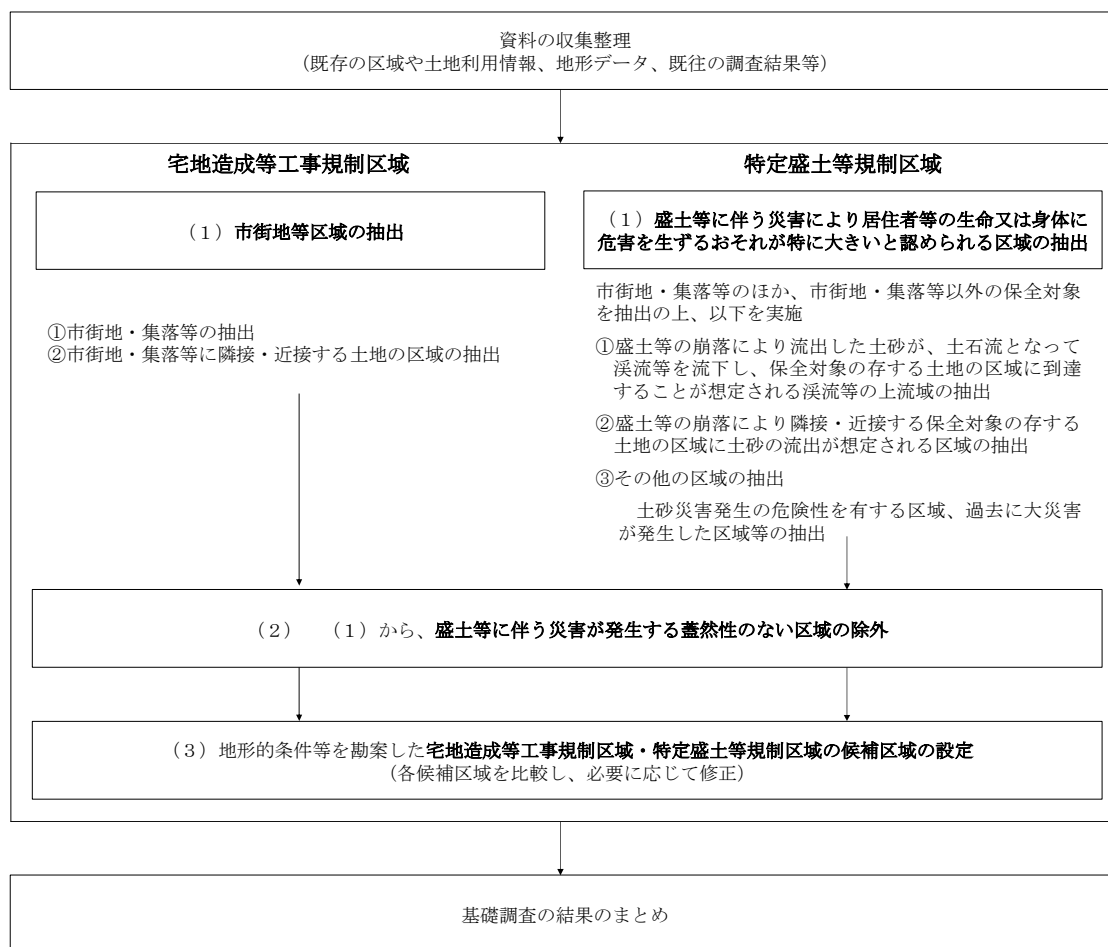 資料の収集整理
（既存の区域や土地利用情報、地形データ、既往の調査結果等）
宅地造成等工事規制区域
（１）市街地等区域の抽出
①市街地・集落等の抽出
②市街地・集落等に隣接・近接する土地の区域の抽出
特定盛土等規制区域
（１）盛土等に伴う災害により居住者等の生命又は身体に
危害を生ずるおそれが特に大きいと認められる区域の抽出
市街地・集落等のほか、市街地・集落等以外の保全対象
を抽出の上、以下を実施
①盛土等の崩落により流出した土砂が、土石流となって
渓流等を流下し、保全対象の存する土地の区域に到達
することが想定される渓流等の上流域の抽出
②盛土等の崩落により隣接・近接する保全対象の存する
土地の区域に土砂の流出が想定される区域の抽出
③その他の区域の抽出
土砂災害発生の危険性を有する区域、過去に大災害
が発生した区域等の抽出
（２）　（１）から、盛土等に伴う災害が発生する蓋然性のない区域の除外
（３）地形的条件等を勘案した宅地造成等工事規制区域・特定盛土等規制区域の候補区域の設定
（各候補区域を比較し、必要に応じて修正）
基礎調査の結果のまとめ